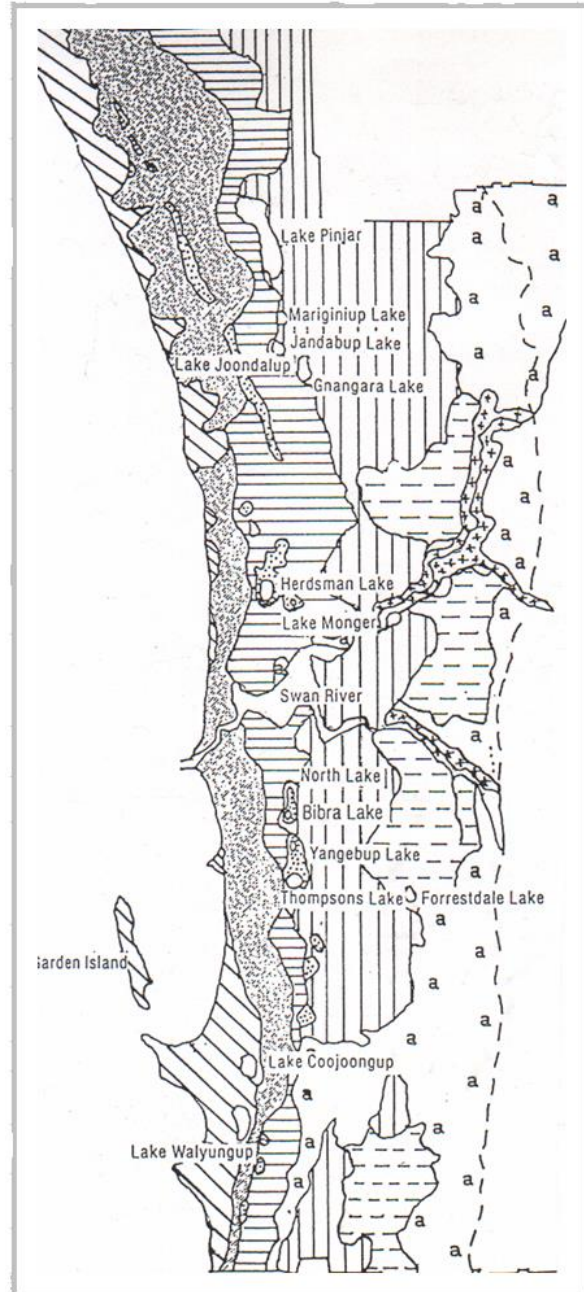 a a
Lake Pinjar
a a
a
Mariginiup Lake
a
Jandabup Lake
a
Lake Joondalup
Gnangara Lake
a
a
Herdsman Lake
a
Lake Monger
a
Swan River
a
North Lake
Bibra Lake
Yangebup Lake
a
Thompsons Lake
Forrestdale Lake
Garden Island
a
a
a
Lake Coojoongup
a
a
a
Lake Walyungup
a
a
a
a
a
a